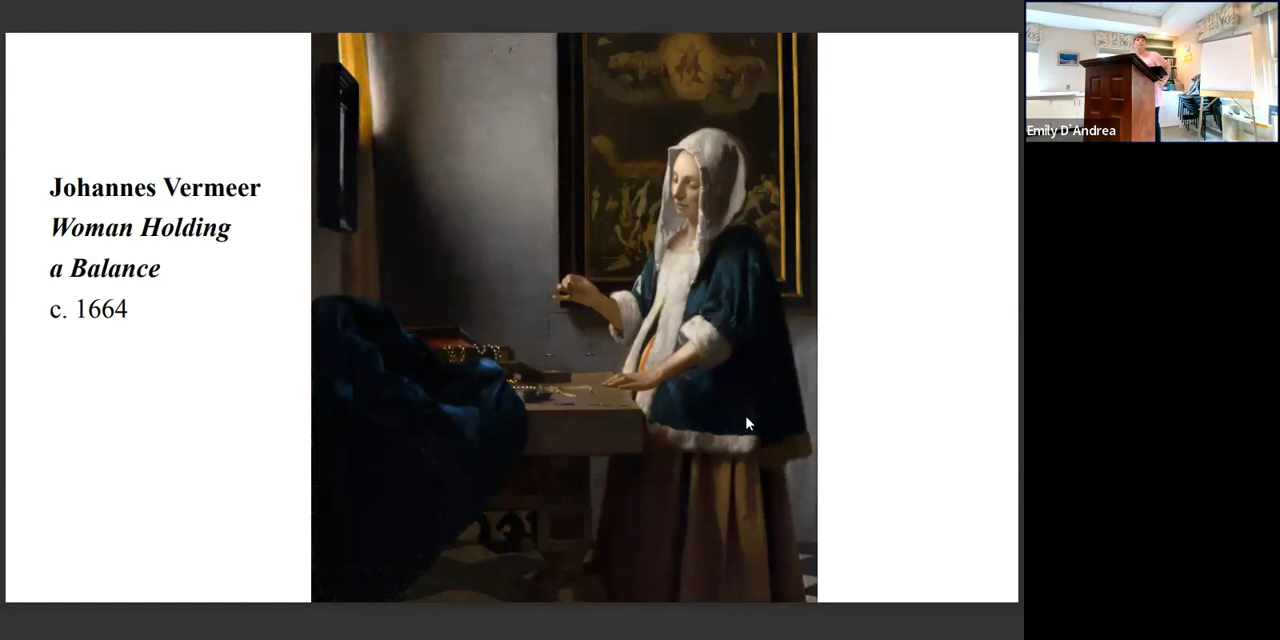 Johannes Vermeer
Woman Holding
a Balance
c. 1664
Emily D'Andrea